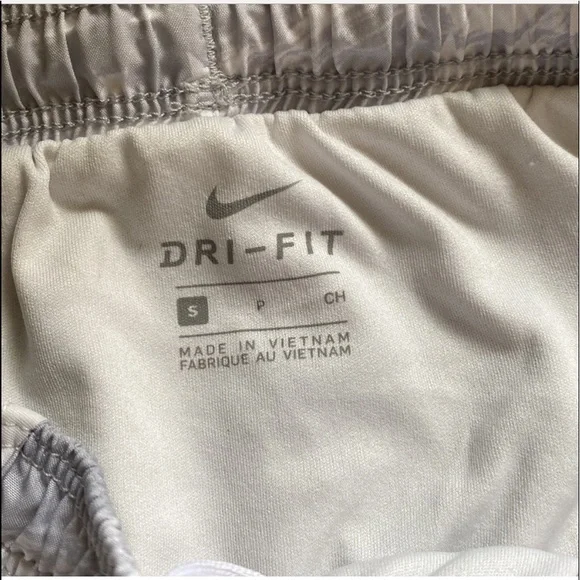 DRI-FIT
S P CH
MADE IN VIETNAM
FABRIQUE AU VIETNAM